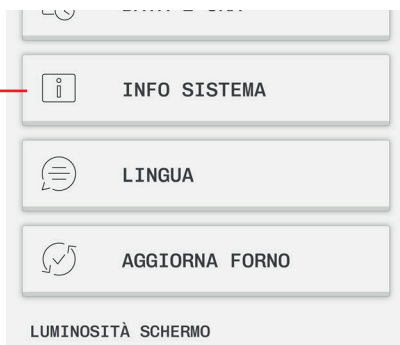 INFO SISTEMA
LINGUA
AGGIORNA FORNO
LUMINOSITÀ SCHERMO